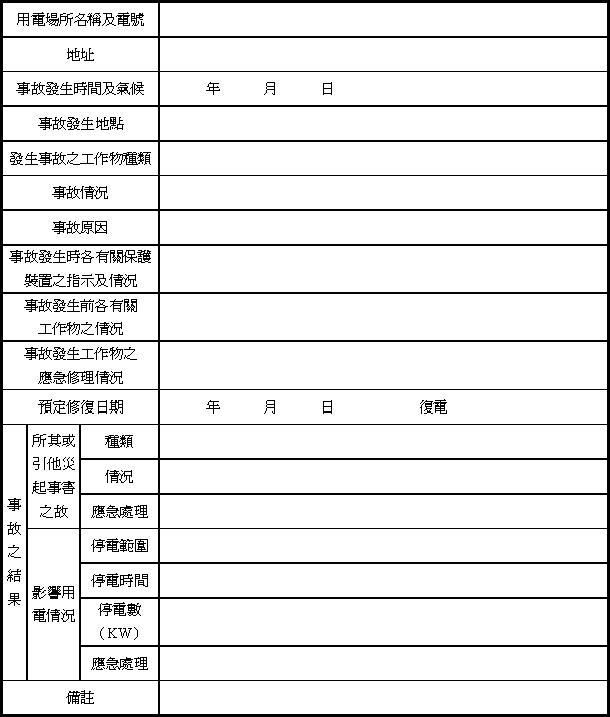 用電場所名稱及電號
地址
事故發生時間及氣候 年 月 日
事故發生地點
發生事故之工作物種類
事故情況
事故原因
事故發生時各有關保護
裝置之指示及情況
事故發生前各有關
工作物之情況
事故發生工作物之
應急修理情況
預定修復日期 年 月 日 復電
事故之結果
所其或
引他災
起事害
之故
種類
情況
應急處理
影響用
電情況
停電範圍
停電時間
停電數
（KW）
應急處理
備註